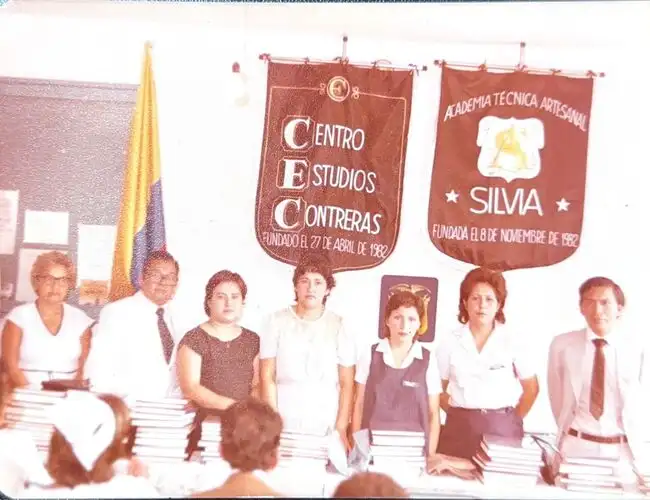 E
CENTRO
ESTUDIOS
CONTRERAS
FUNDADO EL 27 DE ABRIL DE 1982
ACADEMIA TÉCNICA ARTESANAL
SILVIA
FUNDADA EL 8 DE NOVIEMBRE DE 1982